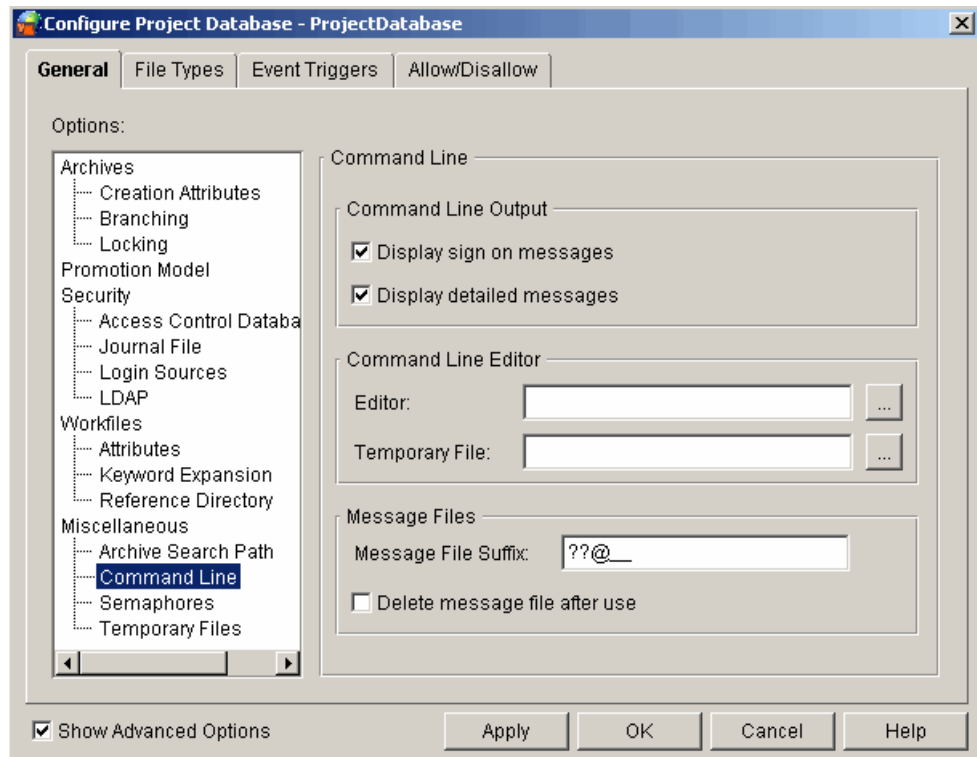 Configure Project Database - ProjectDatabase
General
File Types
Event Triggers
Allow/Disallow
Options:
Archives
Creation Attributes
Branching
Locking
Promotion Model
Security
Access Control Databa
Journal File
Login Sources
LDAP
Workfiles
Attributes
Keyword Expansion
Reference Directory
Miscellaneous
Archive Search Path
Command Line
Semaphores
Temporary Files
Command Line
Command Line Output
Display sign on messages
Display detailed messages
Command Line Editor
Editor:
...
Temporary File:
...
Message Files
Message File Suffix: ??@__
Delete message file after use
Show Advanced Options
Apply
OK
Cancel
Help